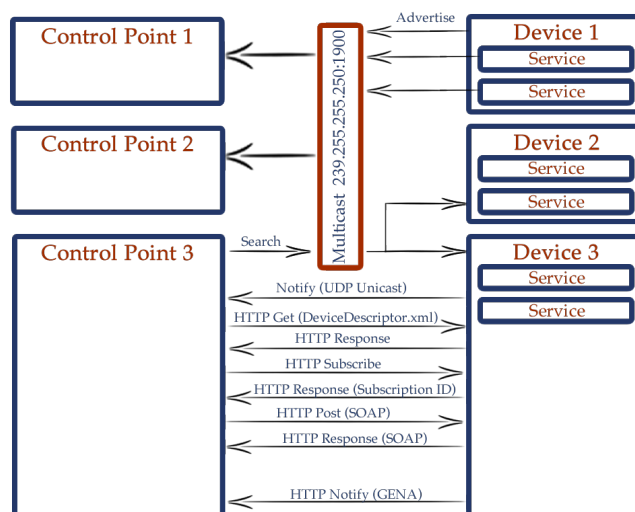 Control Point 1
Advertise
Device 1
Service
Service
Multicast 239.255.255.250:1900
Control Point 2
Device 2
Service
Service
Control Point 3
Search
Device 3
Service
Service
Notify (UDP Unicast)
HTTP Get (DeviceDescriptor.xml)
HTTP Response
HTTP Subscribe
HTTP Response (Subscription ID)
HTTP Post (SOAP)
HTTP Response (SOAP)
HTTP Notify (GENA)